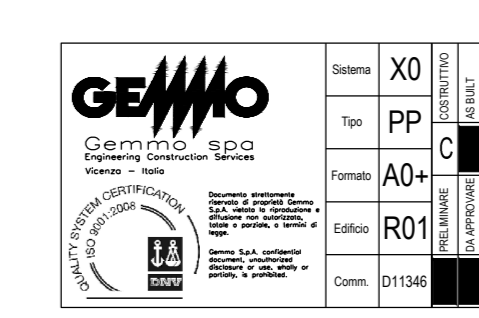 GEMMO
Gemmo spa
Engineering Construction Services
Vicenza - Italia
QUALITY SYSTEM CERTIFICATION
ISO 9001:2008
DNV
Documento strettamente
riservato di proprietà Gemmo
S.p.A. vietata la riproduzione e
diffusione non autorizzata,
totale o parziale, a termini di
legge.
Gemmo S.p.A. confidential
document, unauthorized
disclosure or use, wholly or
partially, is prohibited.
Sistema X0
Tipo PP
Formato A0+
Edificio R01
Comm. D11346
COSTRUTTIVO
C
PRELIMINARE
AS BUILT
DA APPROVARE